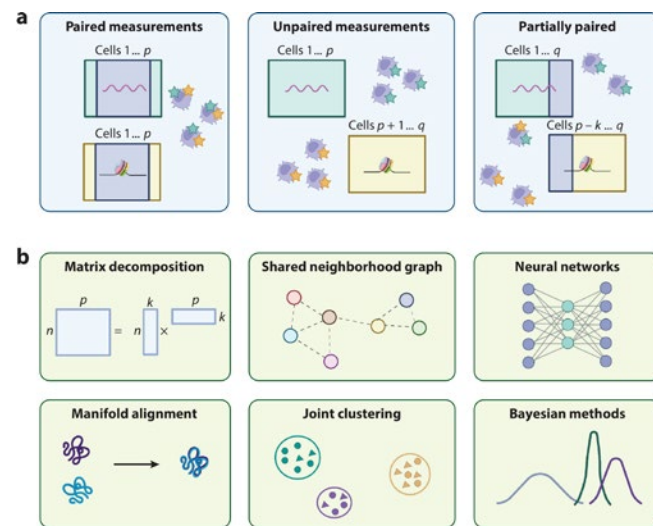 a
Paired measurements
Cells 1... p
Cells 1... p
Unpaired measurements
Cells 1... p
Cells p + 1... q
Partially paired
Cells 1... q
Cells p – k ... q
b
Matrix decomposition
p
n
=
k
n
×
p
k
Shared neighborhood graph
Neural networks
Manifold alignment
Joint clustering
Bayesian methods